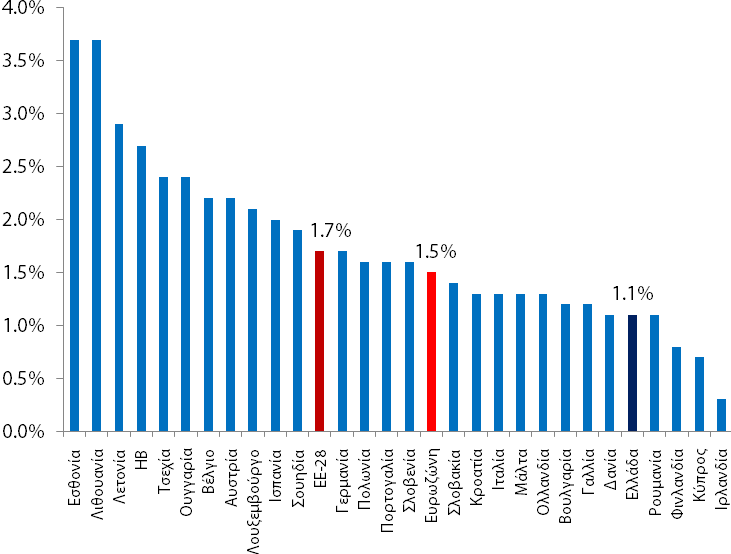 4.0%
3.5%
3.0%
2.5%
2.0%
1.5%
1.0%
0.5%
0.0%
1.7%
1.5%
1.1%
Εσθονία
Λιθουανία
Λετονία
ΗΒ
Τσεχία
Ουγγαρία
Βέλγιο
Αυστρία
Λουξεμβούργο
Ισπανία
Σουηδία
ΕΕ-28
Γερμανία
Πολωνία
Πορτογαλία
Σλοβενία
Ευρωζώνη
Σλοβακία
Κροατία
Ιταλία
Μάλτα
Ολλανδία
Βουλγαρία
Γαλλία
Δανία
Ελλάδα
Ρουμανία
Φινλανδία
Κύπρος
Ιρλανδία